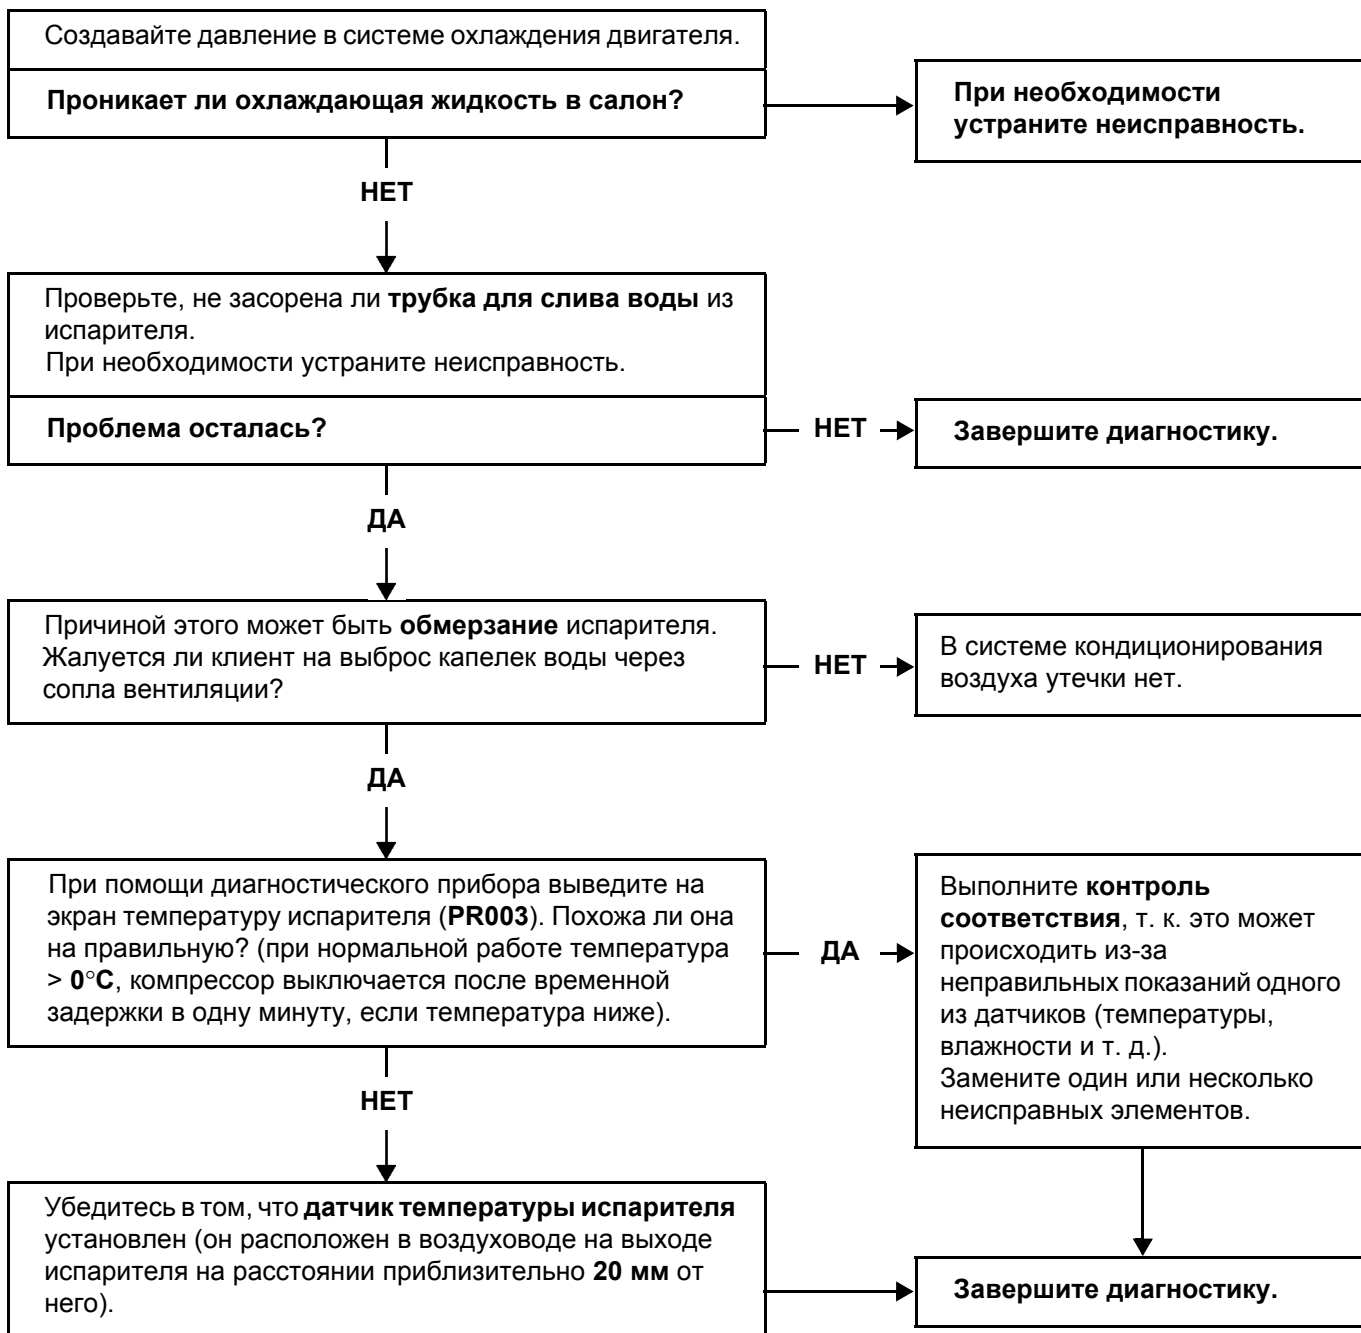 Создавайте давление в системе охлаждения двигателя.
Проникает ли охлаждающая жидкость в салон?
При необходимости
устраните неисправность.
НЕТ
Проверьте, не засорена ли трубка для слива воды из
испарителя.
При необходимости устраните неисправность.
Проблема осталась?
НЕТ
Завершите диагностику.
ДА
Причиной этого может быть обмерзание испарителя.
Жалуется ли клиент на выброс капелек воды через
сопла вентиляции?
НЕТ
В системе кондиционирования
воздуха утечки нет.
ДА
При помощи диагностического прибора выведите на
экран температуру испарителя (PR003). Похожа ли она
на правильную? (при нормальной работе температура
> 0°C, компрессор выключается после временной
задержки в одну минуту, если температура ниже).
ДА
Выполните контроль
соответствия, т. к. это может
происходить из-за
неправильных показаний одного
из датчиков (температуры,
влажности и т. д.).
Замените один или несколько
неисправных элементов.
НЕТ
Убедитесь в том, что датчик температуры испарителя
установлен (он расположен в воздуховоде на выходе
испарителя на расстоянии приблизительно 20 мм от
него).
Завершите диагностику.